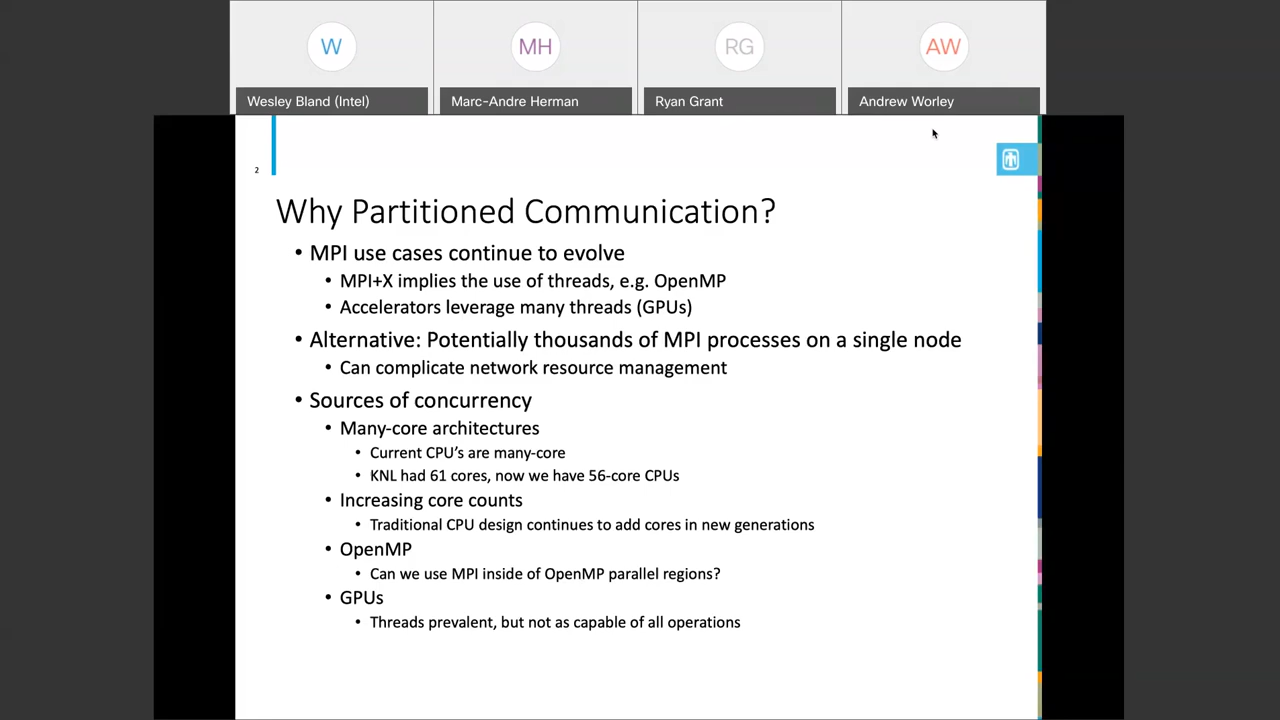 W
MH
RG
AW
Wesley Bland (Intel)
Marc-Andre Herman
Ryan Grant
Andrew Worley
2
Why Partitioned Communication?
• MPI use cases continue to evolve
• MPI+X implies the use of threads, e.g. OpenMP
• Accelerators leverage many threads (GPUs)
• Alternative: Potentially thousands of MPI processes on a single node
• Can complicate network resource management
• Sources of concurrency
• Many-core architectures
• Current CPU's are many-core
• KNL had 61 cores, now we have 56-core CPUs
• Increasing core counts
• Traditional CPU design continues to add cores in new generations
• OpenMP
• Can we use MPI inside of OpenMP parallel regions?
• GPUs
• Threads prevalent, but not as capable of all operations